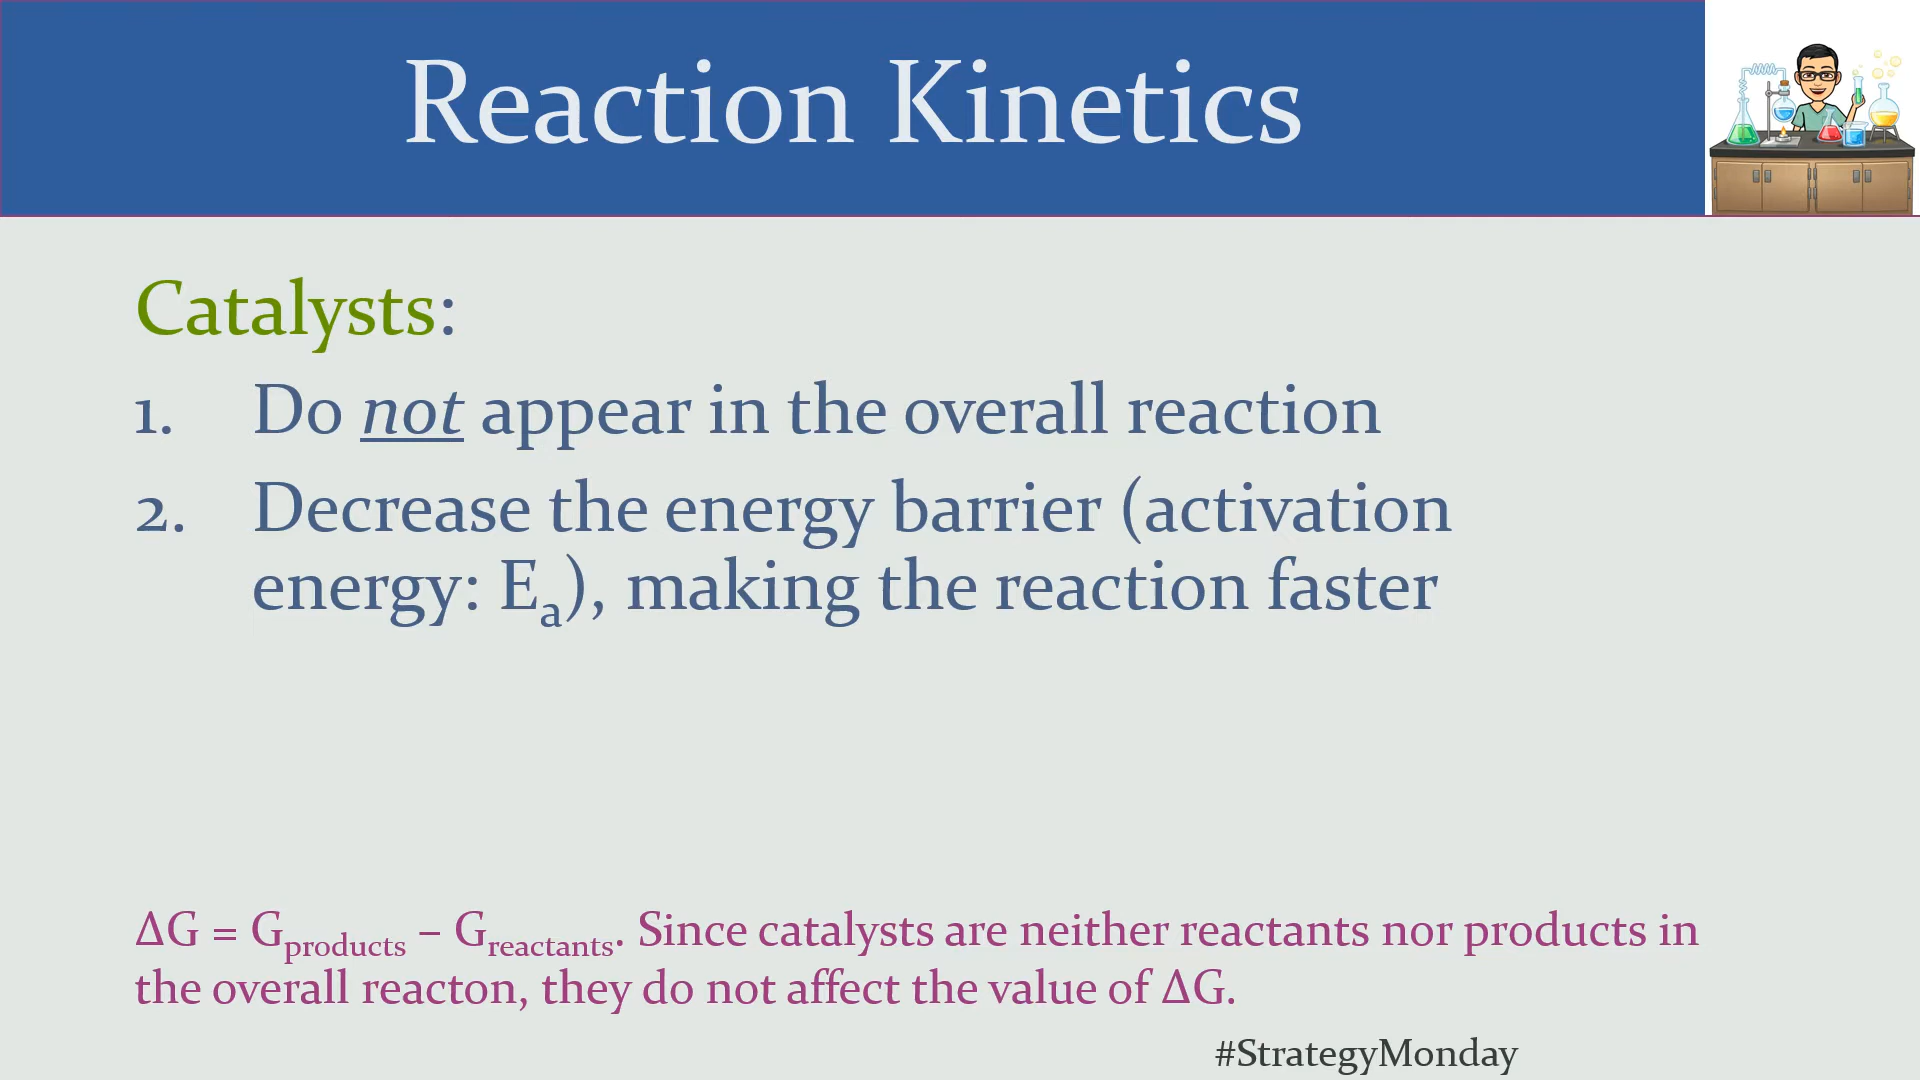 Reaction Kinetics
Catalysts:
1. Do not appear in the overall reaction
2. Decrease the energy barrier (activation
energy: Eₐ), making the reaction faster
ΔG = Gproducts – Greactants. Since catalysts are neither reactants nor products in
the overall reacton, they do not affect the value of ΔG.
#StrategyMonday